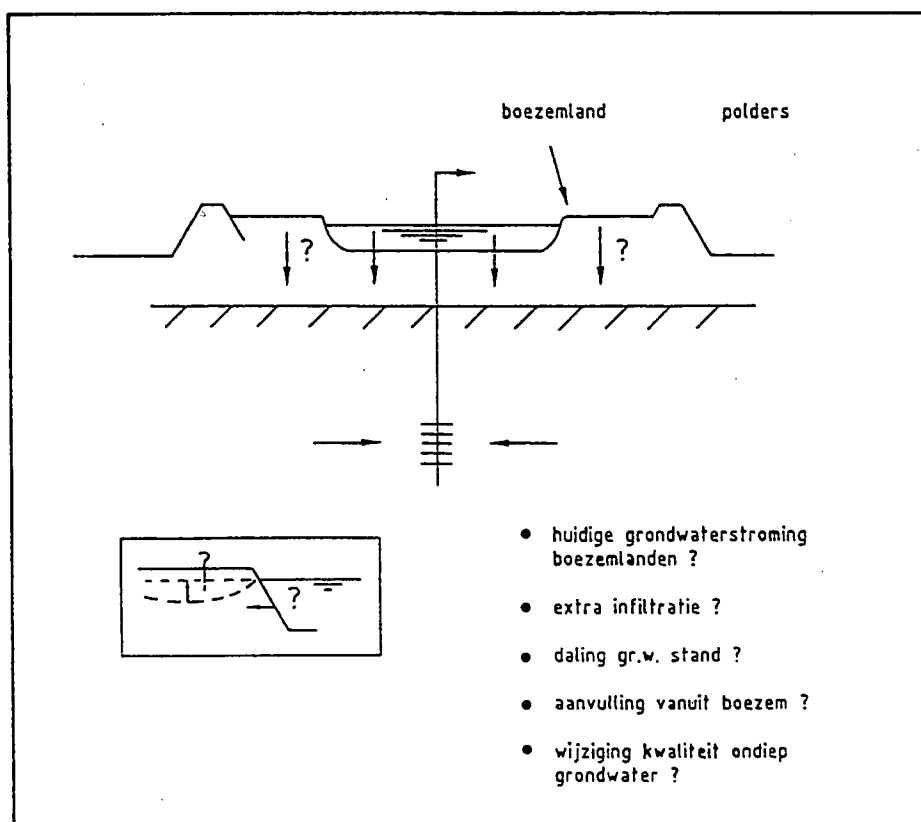 boezemland polders
? ?
? ?
• huidige grondwaterstroming
boezemlanden ?
• extra infiltratie ?
• daling gr.w. stand ?
• aanvulling vanuit boezem ?
• wijziging kwaliteit ondiep
grondwater ?